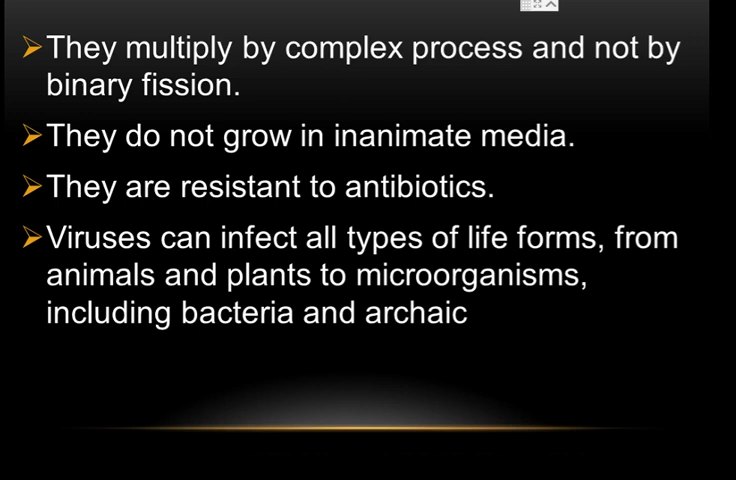 They multiply by complex process and not by
binary fission.
They do not grow in inanimate media.
They are resistant to antibiotics.
Viruses can infect all types of life forms, from
animals and plants to microorganisms,
including bacteria and archaic